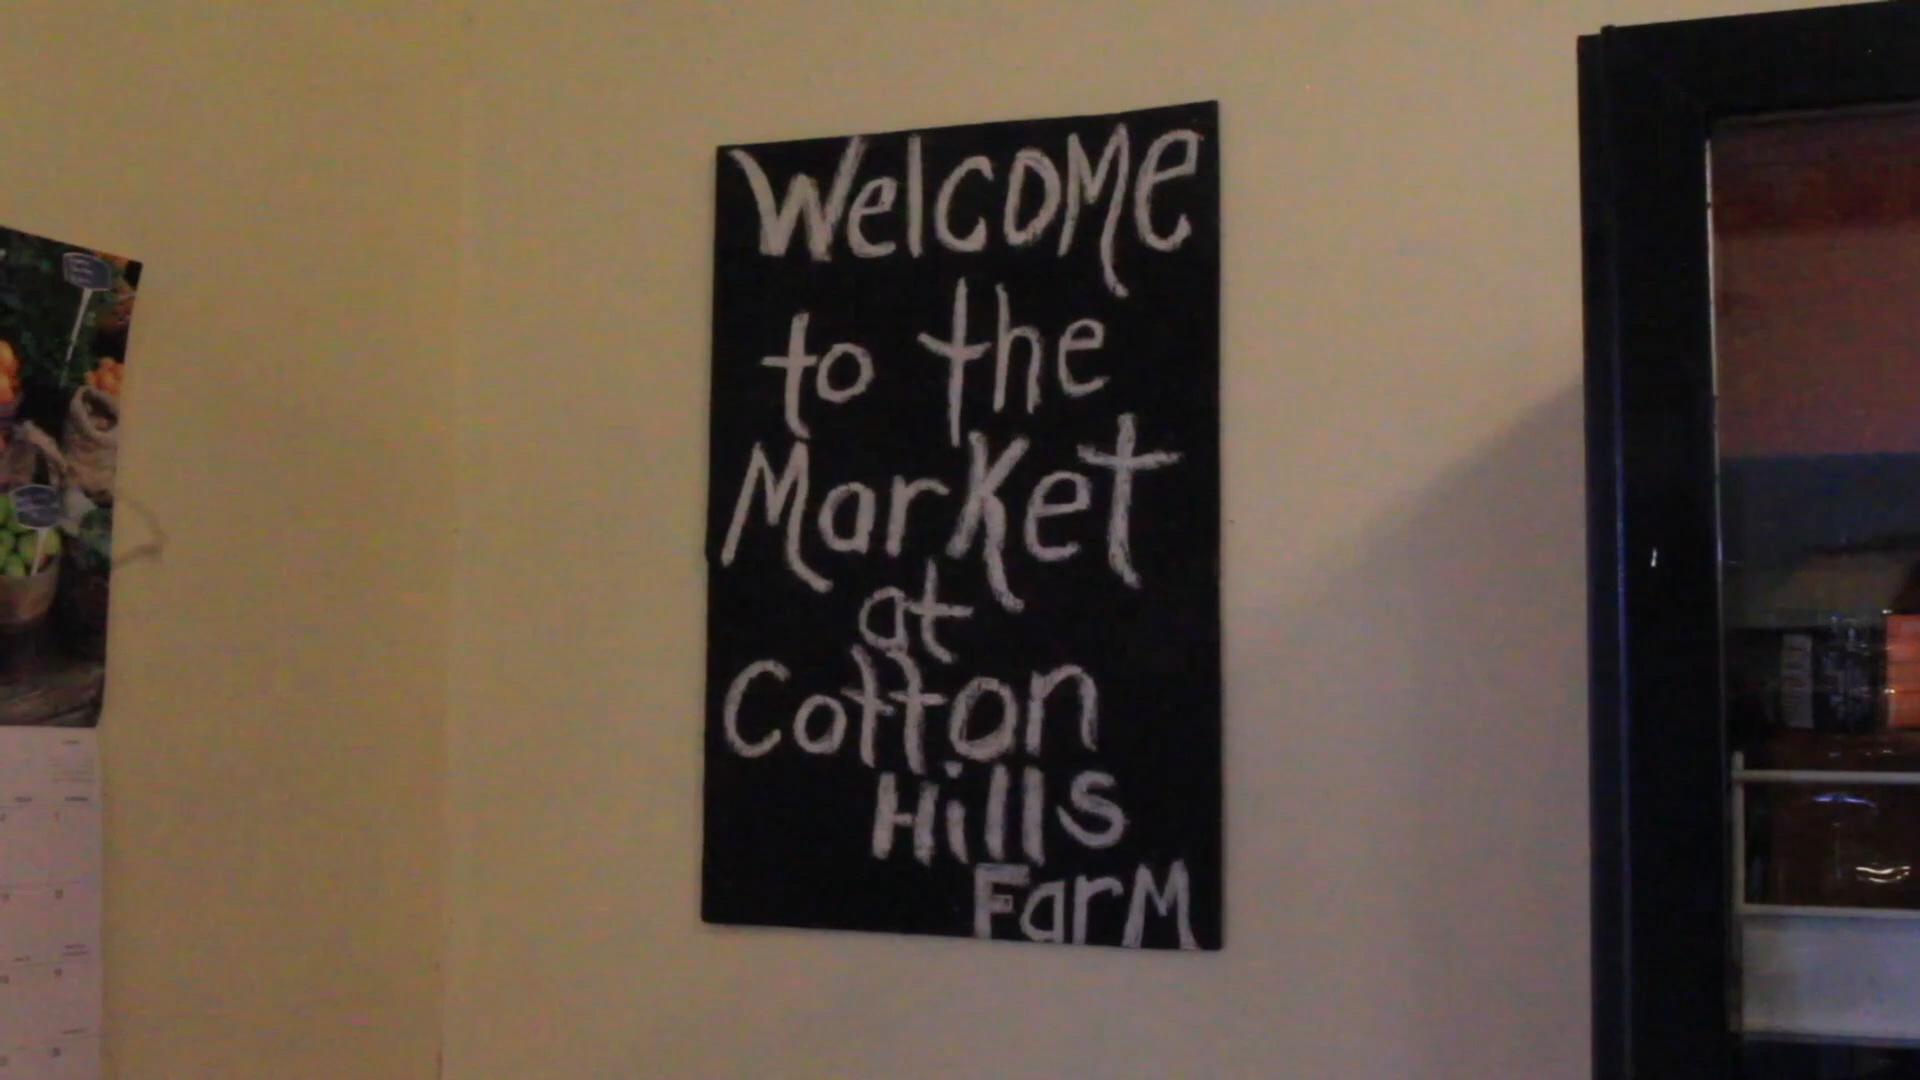 Welcome
to the
Market
at
Cotton
Hills
Farm